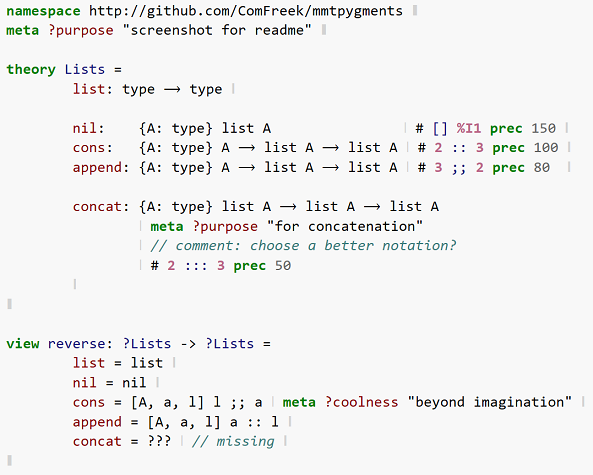 namespace http://github.com/ComFreek/mmtpygments ❚
meta ?purpose "screenshot for readme" ❚
theory Lists =
list: type ⟶ type ❙
nil: {A: type} list A ❘ # [] %I1 prec 150 ❙
cons: {A: type} A ⟶ list A ⟶ list A ❘ # 2 :: 3 prec 100 ❙
append: {A: type} A ⟶ list A ⟶ list A ❘ # 3 ;; 2 prec 80 ❙
concat: {A: type} list A ⟶ list A ⟶ list A
❘ meta ?purpose "for concatenation"
❘ // comment: choose a better notation?
❘ # 2 ::: 3 prec 50
❙
❚
view reverse: ?Lists -> ?Lists =
list = list ❙
nil = nil ❙
cons = [A, a, l] l ;; a ❘ meta ?coolness "beyond imagination" ❙
append = [A, a, l] a :: l ❙
concat = ??? ❘ // missing ❙
❚